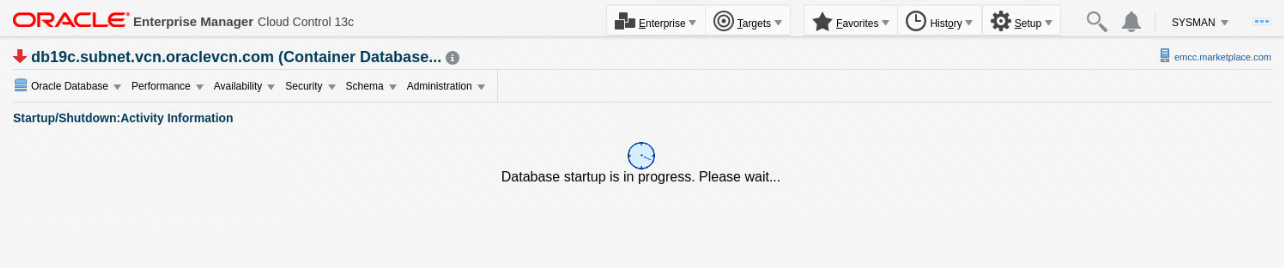 ORACLE® Enterprise Manager Cloud Control 13c Enterprise Targets Favorites History Setup SYSMAN
db19c.subnet.vcn.oraclevcn.com (Container Database... emcc.marketplace.com
Oracle Database Performance Availability Security Schema Administration
Startup/Shutdown:Activity Information
Database startup is in progress. Please wait...